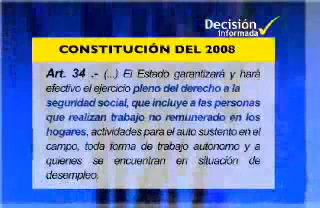 Decisión
Informada
CONSTITUCIÓN DEL 2008
Art. 34 .- (...) El Estado garantizará y hará
efectivo el ejercicio pleno del derecho a la
seguridad social, que incluye a las personas
que realizan trabajo no remunerado en los
hogares, actividades para el auto sustento en el
campo, toda forma de trabajo autonomo y a
quienes se encuentran en situación de
desempleo.